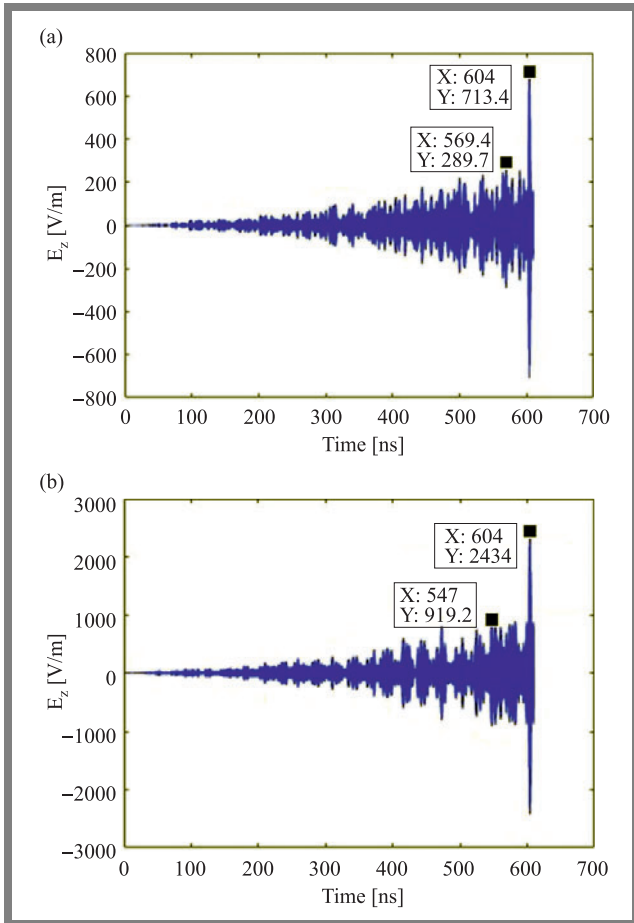 (a)
800
600
400
200
0
−200
−400
−600
−800
E_z [V/m]
X: 604
Y: 713.4
X: 569.4
Y: 289.7
0 100 200 300 400 500 600 700
Time [ns]
(b)
3000
2000
1000
0
−1000
−2000
−3000
E_z [V/m]
X: 604
Y: 2434
X: 547
Y: 919.2
0 100 200 300 400 500 600 700
Time [ns]